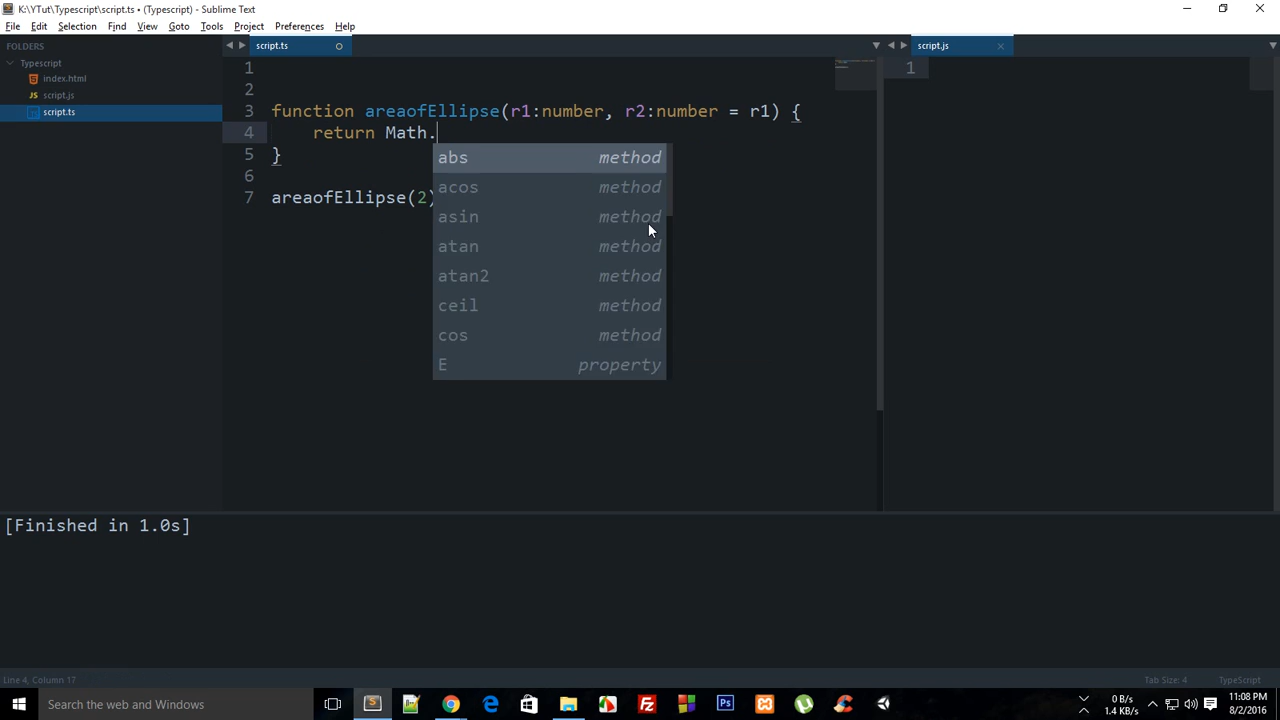 K:\YTut\Typescript\script.ts • (Typescript) - Sublime Text
File Edit Selection Find View Goto Tools Project Preferences Help
FOLDERS
Typescript
index.html
script.js
script.ts
script.ts
script.js
1
2
3 function areaofEllipse(r1:number, r2:number = r1) {
4 return Math.
5 }
6
7 areaofEllipse(2)
abs method
acos method
asin method
atan method
atan2 method
ceil method
cos method
E property
1
[Finished in 1.0s]
Line 4, Column 17
Tab Size: 4
TypeScript
Search the web and Windows
0 B/s
1.4 KB/s
11:08 PM
8/2/2016